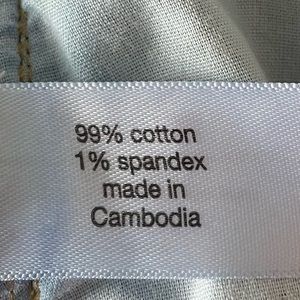 99% cotton
1% spandex
made in
Cambodia